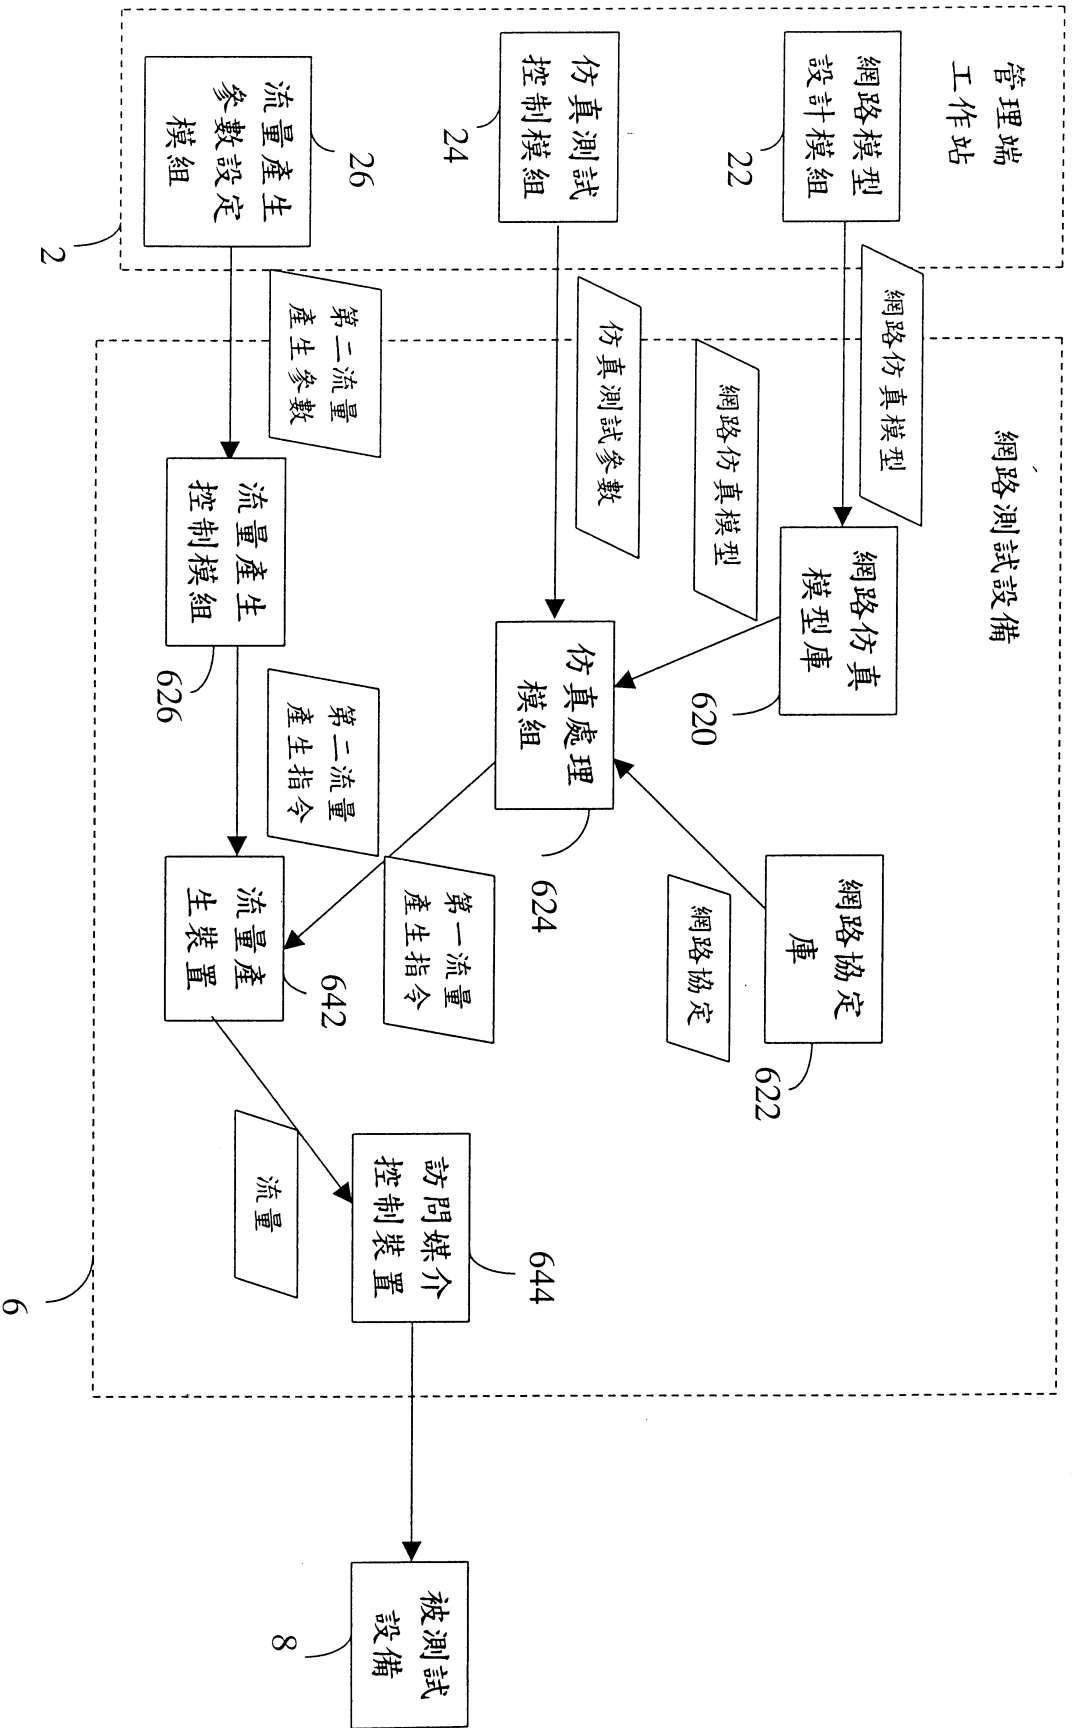 管理端
工作站
網路模型
設計模組
22
仿真測試
控制模組
24
流量產生
參數設定
模組
26
2
網路仿真模型
仿真測試參數
第二流量
產生參數
網路測試設備
網路仿真
模型庫
620
網路仿真模型
網路協定
庫
622
網路協定
仿真處理
模組
624
流量產生
控制模組
626
第二流量
產生指令
第一流量
產生指令
流量產
生裝置
642
流量
訪問媒介
控制裝置
644
6
被測試
設備
8